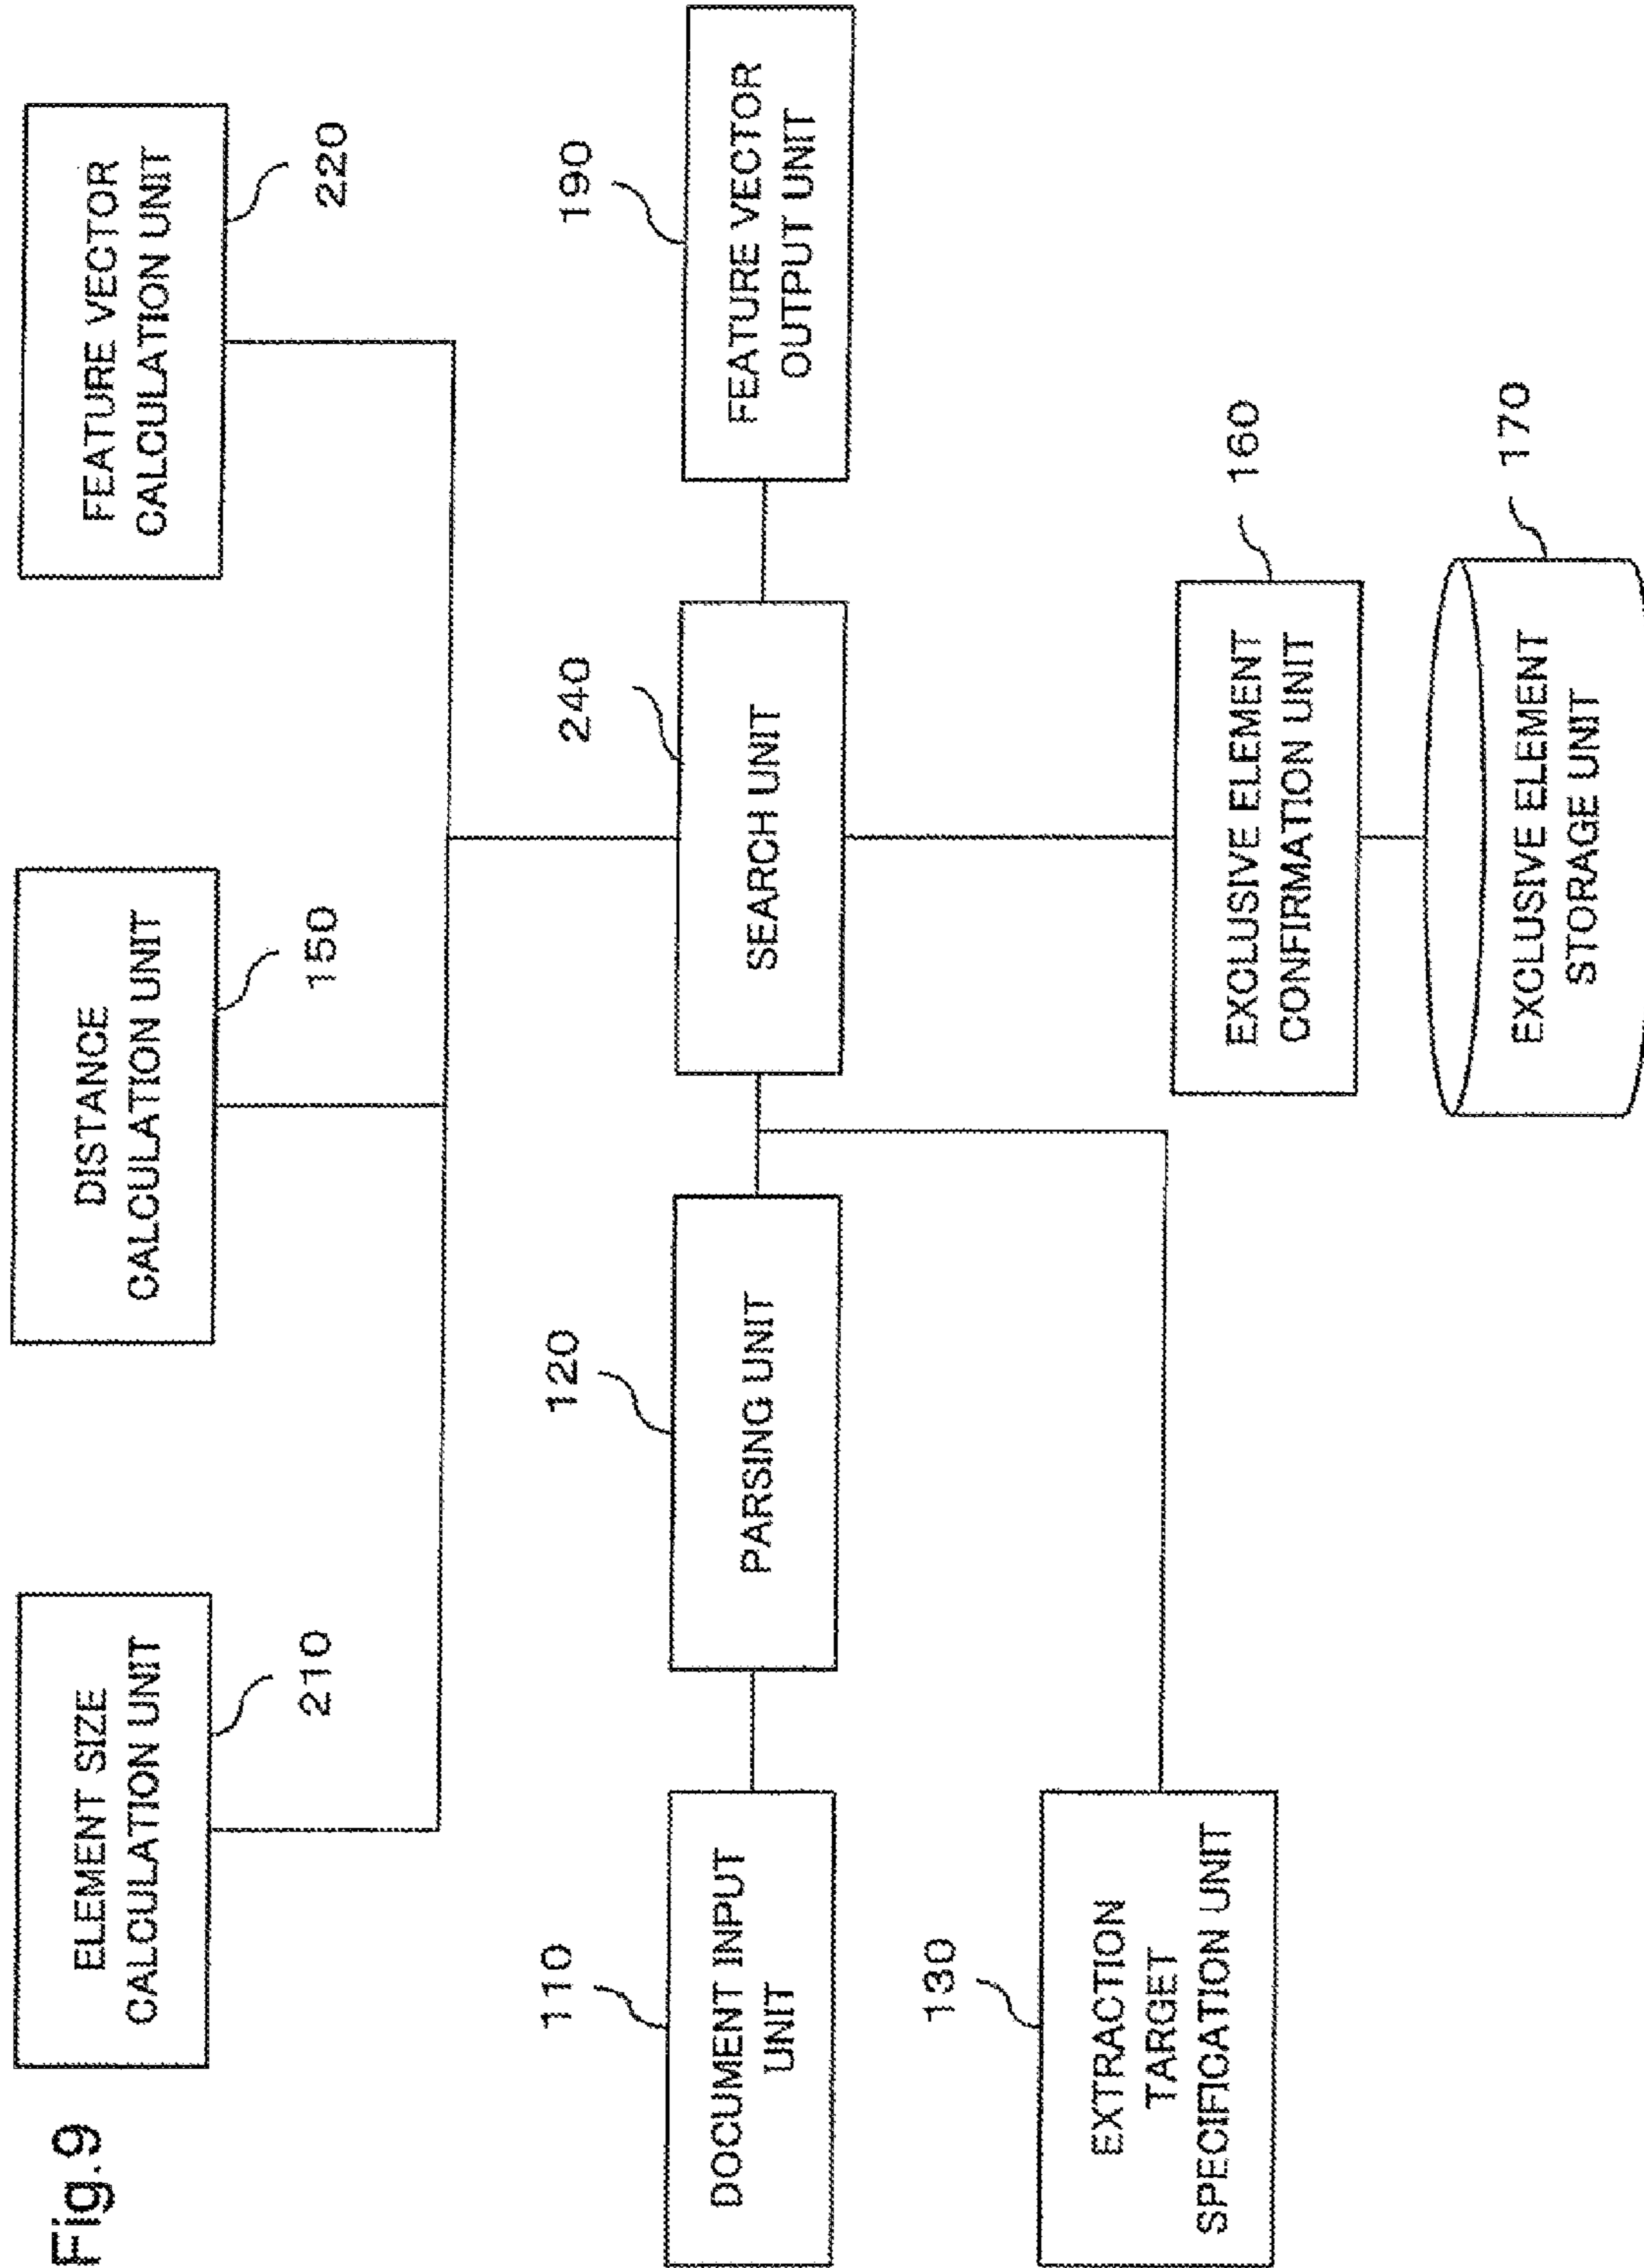 Fig.9
ELEMENT SIZE
CALCULATION UNIT
210
DISTANCE
CALCULATION UNIT
150
FEATURE VECTOR
CALCULATION UNIT
220
110
DOCUMENT INPUT
UNIT
120
PARSING UNIT
240
SEARCH UNIT
190
FEATURE VECTOR
OUTPUT UNIT
130
EXTRACTION
TARGET
SPECIFICATION UNIT
160
EXCLUSIVE ELEMENT
CONFIRMATION UNIT
170
EXCLUSIVE ELEMENT
STORAGE UNIT